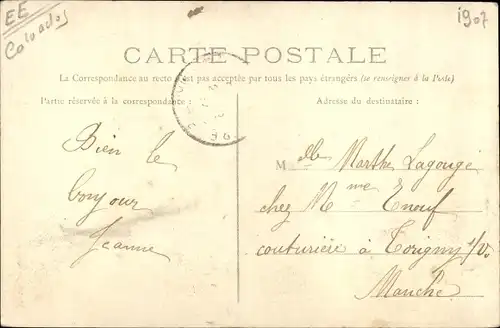 EE
Calvados
1907
CARTE POSTALE
La Correspondance au recto n'est pas acceptée par tous les pays étrangers (se renseigner à la Poste)
Partie réservée à la correspondance :
Adresse du destinataire :
Bien le
bonjour
Jeanne
Mlle Marthe Lagouge
chez Mme Enouf
couturière à Torigny s/V.
Manche